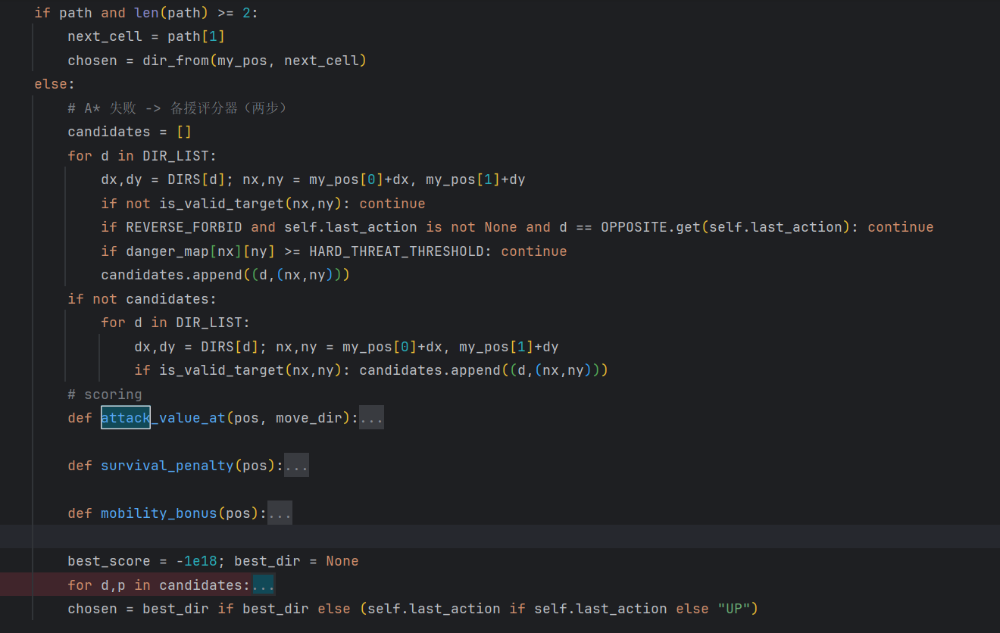 if path and len(path) >= 2:
    next_cell = path[1]
    chosen = dir_from(my_pos, next_cell)
else:
    # A* 失败 -> 备援评分器（两步）
    candidates = []
    for d in DIR_LIST:
        dx,dy = DIRS[d]; nx,ny = my_pos[0]+dx, my_pos[1]+dy
        if not is_valid_target(nx,ny): continue
        if REVERSE_FORBID and self.last_action is not None and d == OPPOSITE.get(self.last_action): continue
        if danger_map[nx][ny] >= HARD_THREAT_THRESHOLD: continue
        candidates.append((d,(nx,ny)))
    if not candidates:
        for d in DIR_LIST:
            dx,dy = DIRS[d]; nx,ny = my_pos[0]+dx, my_pos[1]+dy
            if is_valid_target(nx,ny): candidates.append((d,(nx,ny)))
    # scoring
    def attack_value_at(pos, move_dir):...
    def survival_penalty(pos):...
    def mobility_bonus(pos):...
    best_score = -1e18; best_dir = None
    for d,p in candidates:...
    chosen = best_dir if best_dir else (self.last_action if self.last_action else "UP")